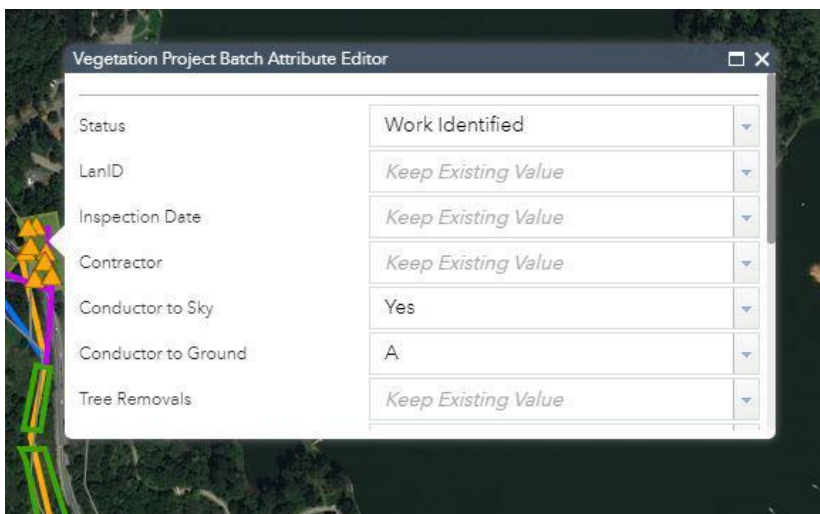 Vegetation Project Batch Attribute Editor
Status Work Identified
LanID Keep Existing Value
Inspection Date Keep Existing Value
Contractor Keep Existing Value
Conductor to Sky Yes
Conductor to Ground A
Tree Removals Keep Existing Value